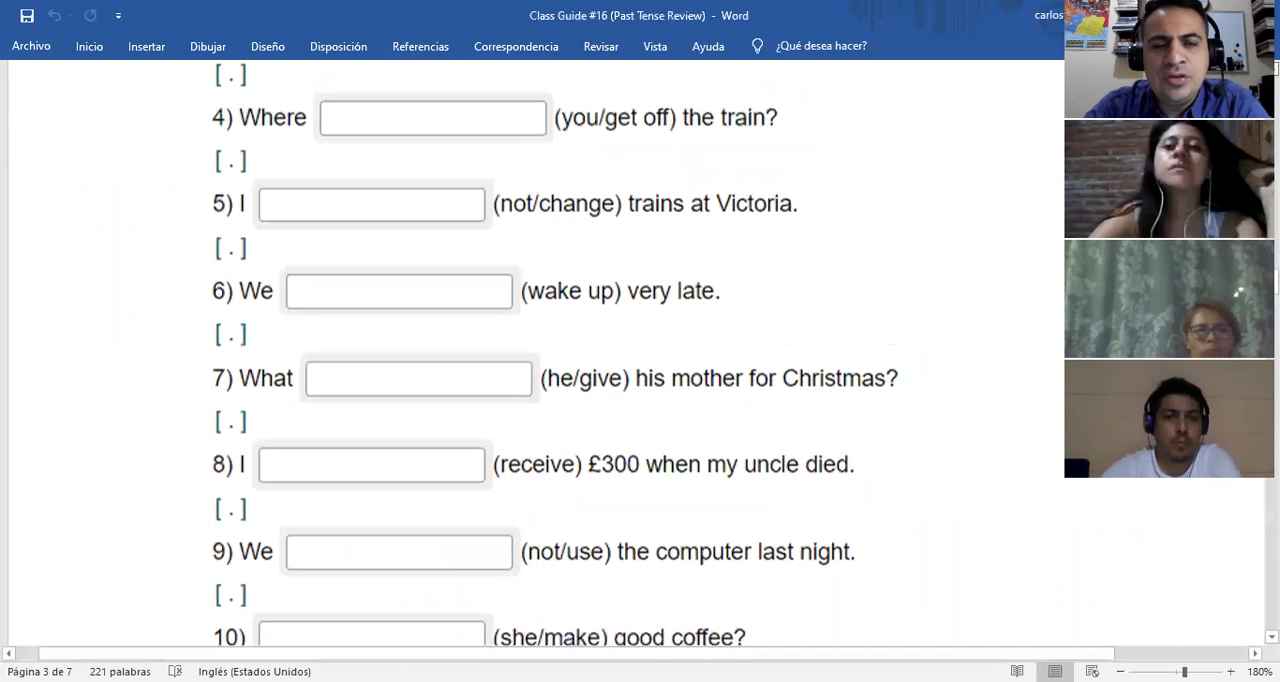 Class Guide #16 (Past Tense Review) - Word
carlos
Archivo Inicio Insertar Dibujar Diseño Disposición Referencias Correspondencia Revisar Vista Ayuda ¿Qué desea hacer?
[ . ]
4) Where (you/get off) the train?
[ . ]
5) I (not/change) trains at Victoria.
[ . ]
6) We (wake up) very late.
[ . ]
7) What (he/give) his mother for Christmas?
[ . ]
8) I (receive) £300 when my uncle died.
[ . ]
9) We (not/use) the computer last night.
[ . ]
10) (she/make) good coffee?
Página 3 de 7 221 palabras Inglés (Estados Unidos) 180%